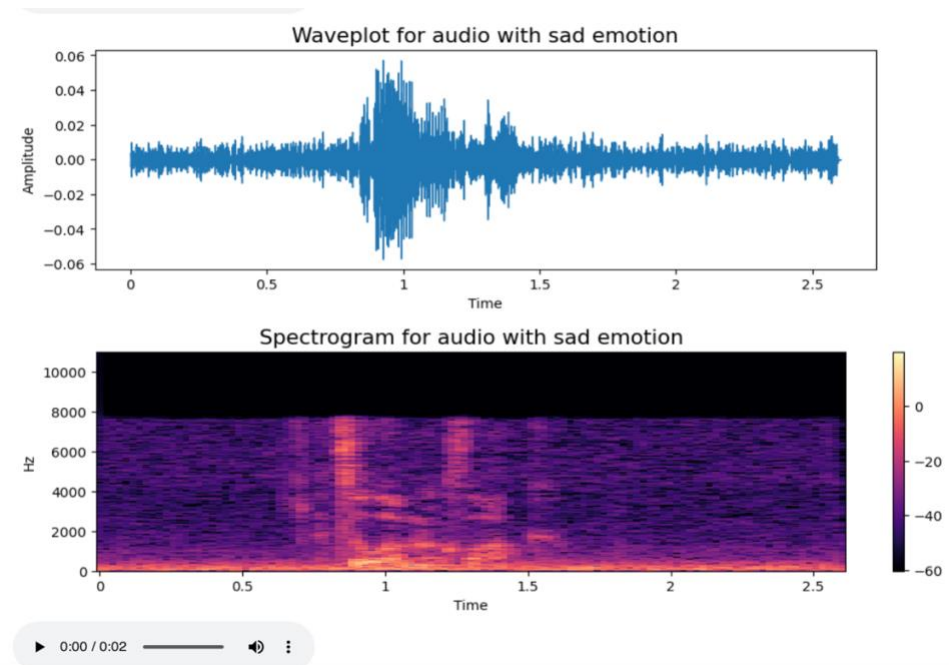 Waveplot for audio with sad emotion
0.06
0.04
0.02
0.00
−0.02
−0.04
−0.06
Amplitude
0 0.5 1 1.5 2 2.5
Time
Spectrogram for audio with sad emotion
10000
8000
6000
4000
2000
0
Hz
0 0.5 1 1.5 2 2.5
Time
0
−20
−40
−60
0:00 / 0:02